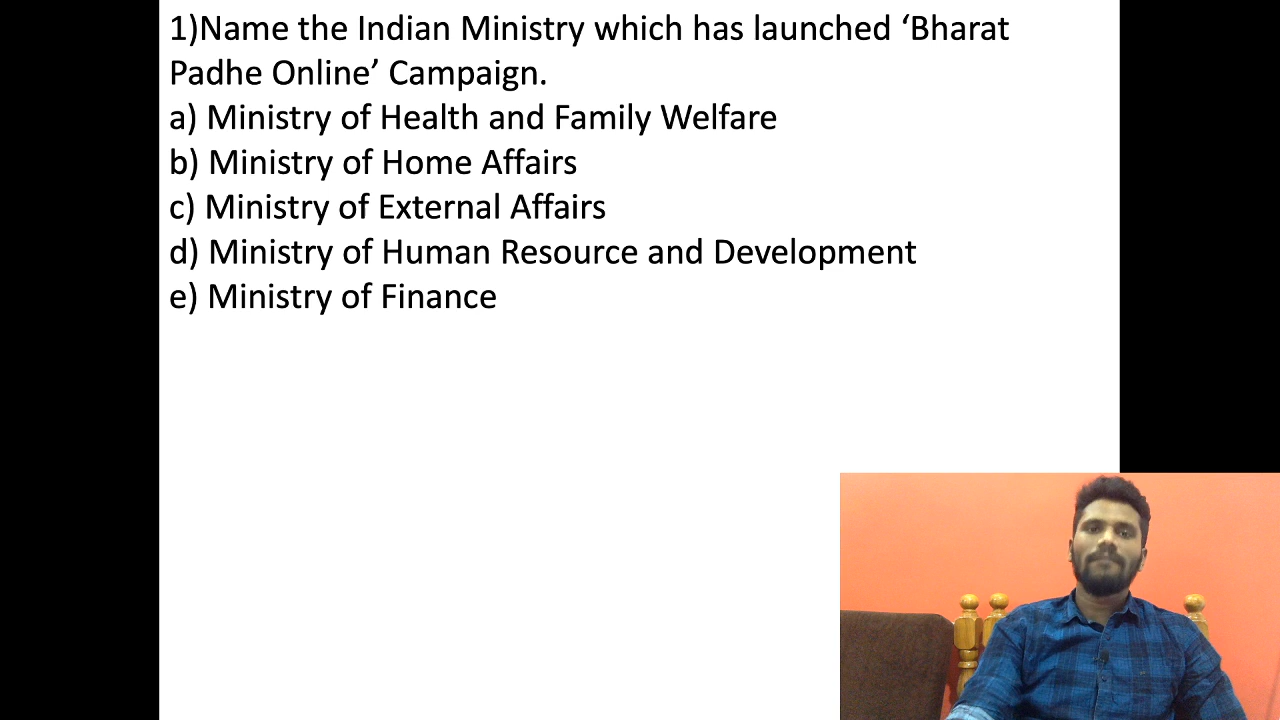 1)Name the Indian Ministry which has launched ‘Bharat
Padhe Online’ Campaign.
a) Ministry of Health and Family Welfare
b) Ministry of Home Affairs
c) Ministry of External Affairs
d) Ministry of Human Resource and Development
e) Ministry of Finance